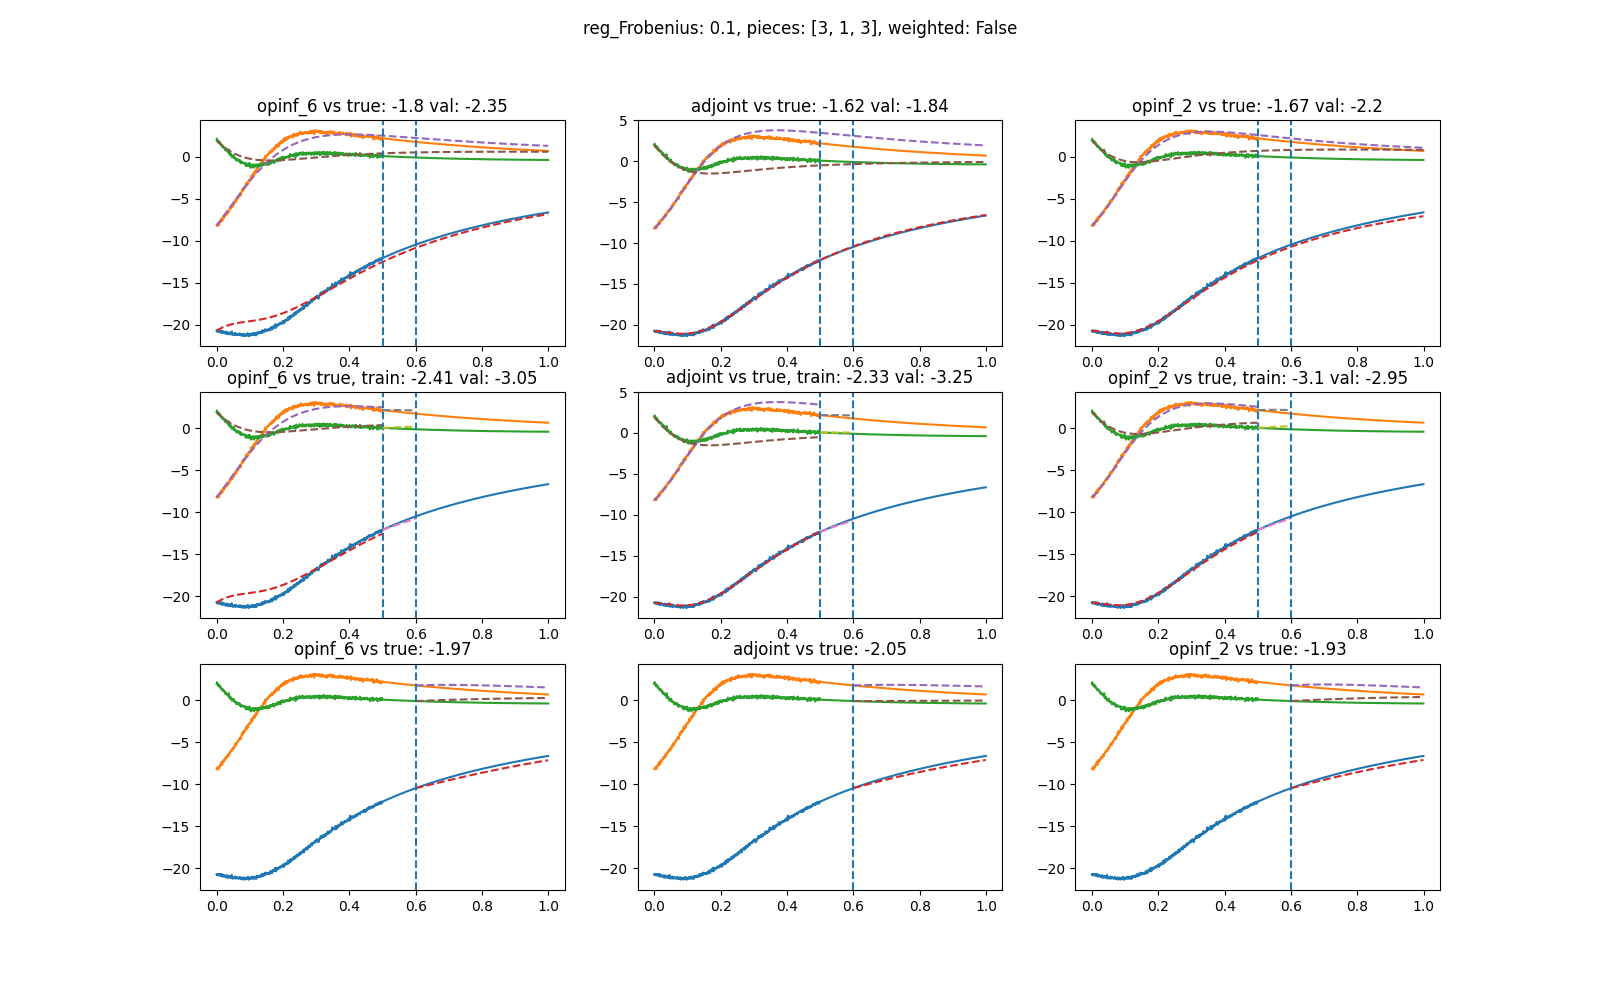 reg_Frobenius: 0.1, pieces: [3, 1, 3], weighted: False
opinf_6 vs true: -1.8 val: -2.35
adjoint vs true: -1.62 val: -1.84
opinf_2 vs true: -1.67 val: -2.2
0
−5
−10
−15
−20
0.0 0.2 0.4 0.6 0.8 1.0
5
0
−5
−10
−15
−20
0.0 0.2 0.4 0.6 0.8 1.0
0
−5
−10
−15
−20
0.0 0.2 0.4 0.6 0.8 1.0
opinf_6 vs true, train: -2.41 val: -3.05
adjoint vs true, train: -2.33 val: -3.25
opinf_2 vs true, train: -3.1 val: -2.95
0
−5
−10
−15
−20
0.0 0.2 0.4 0.6 0.8 1.0
5
0
−5
−10
−15
−20
0.0 0.2 0.4 0.6 0.8 1.0
0
−5
−10
−15
−20
0.0 0.2 0.4 0.6 0.8 1.0
opinf_6 vs true: -1.97
adjoint vs true: -2.05
opinf_2 vs true: -1.93
0
−5
−10
−15
−20
0.0 0.2 0.4 0.6 0.8 1.0
0
−5
−10
−15
−20
0.0 0.2 0.4 0.6 0.8 1.0
0
−5
−10
−15
−20
0.0 0.2 0.4 0.6 0.8 1.0